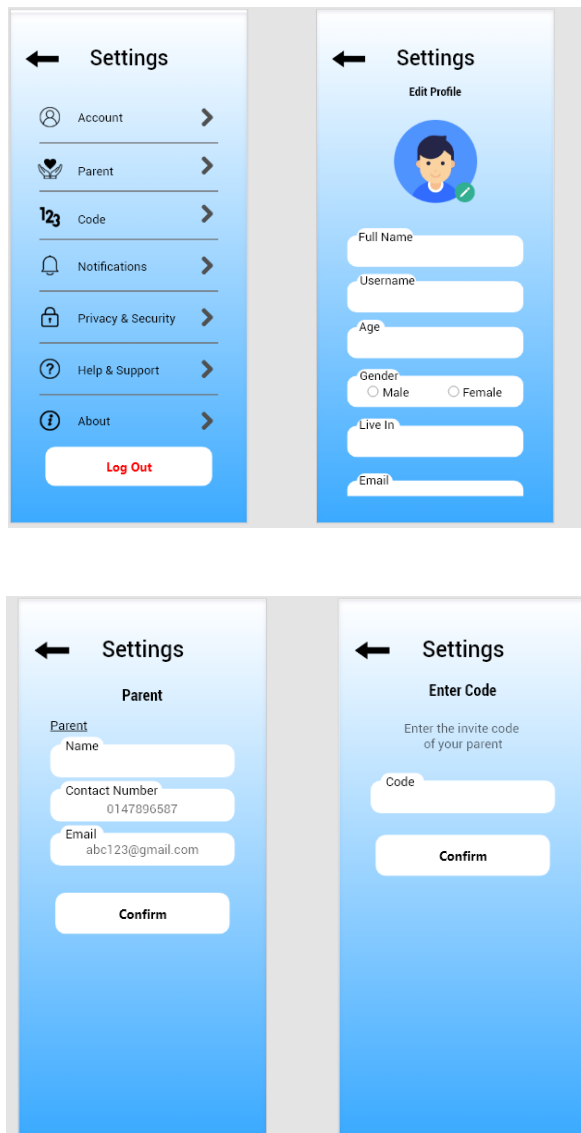 Settings
Account
Parent
123
Code
Notifications
Privacy & Security
Help & Support
About
Log Out
Settings
Edit Profile
Full Name
Username
Age
Gender
Male Female
Live In
Email
Settings
Parent
Parent
Name
Contact Number
0147896587
Email
abc123@gmail.com
Confirm
Settings
Enter Code
Enter the invite code
of your parent
Code
Confirm